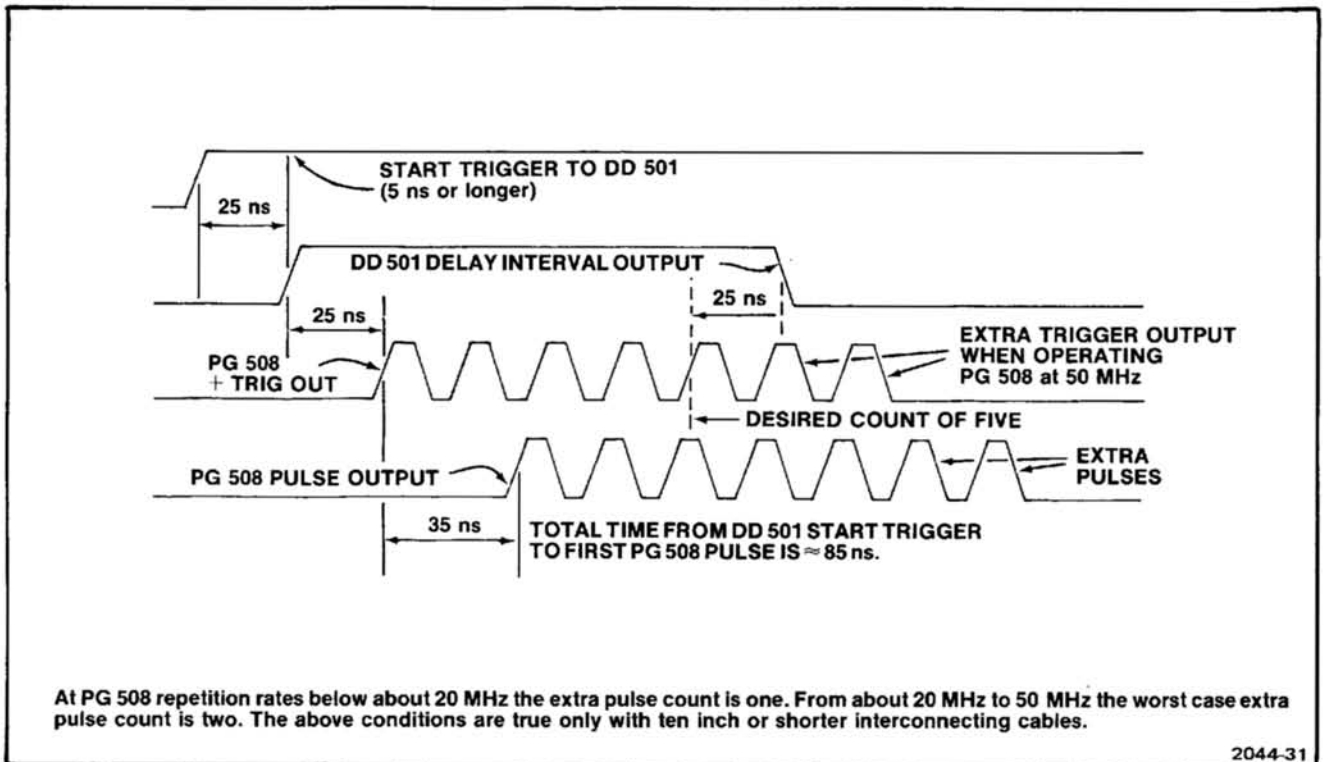 START TRIGGER TO DD 501
(5 ns or longer)
25 ns
DD 501 DELAY INTERVAL OUTPUT
25 ns
25 ns
PG 508
+ TRIG OUT
EXTRA TRIGGER OUTPUT
WHEN OPERATING
PG 508 at 50 MHz
DESIRED COUNT OF FIVE
PG 508 PULSE OUTPUT
EXTRA
PULSES
35 ns
TOTAL TIME FROM DD 501 START TRIGGER
TO FIRST PG 508 PULSE IS ≈ 85 ns.
At PG 508 repetition rates below about 20 MHz the extra pulse count is one. From about 20 MHz to 50 MHz the worst case extra
pulse count is two. The above conditions are true only with ten inch or shorter interconnecting cables.
2044-31